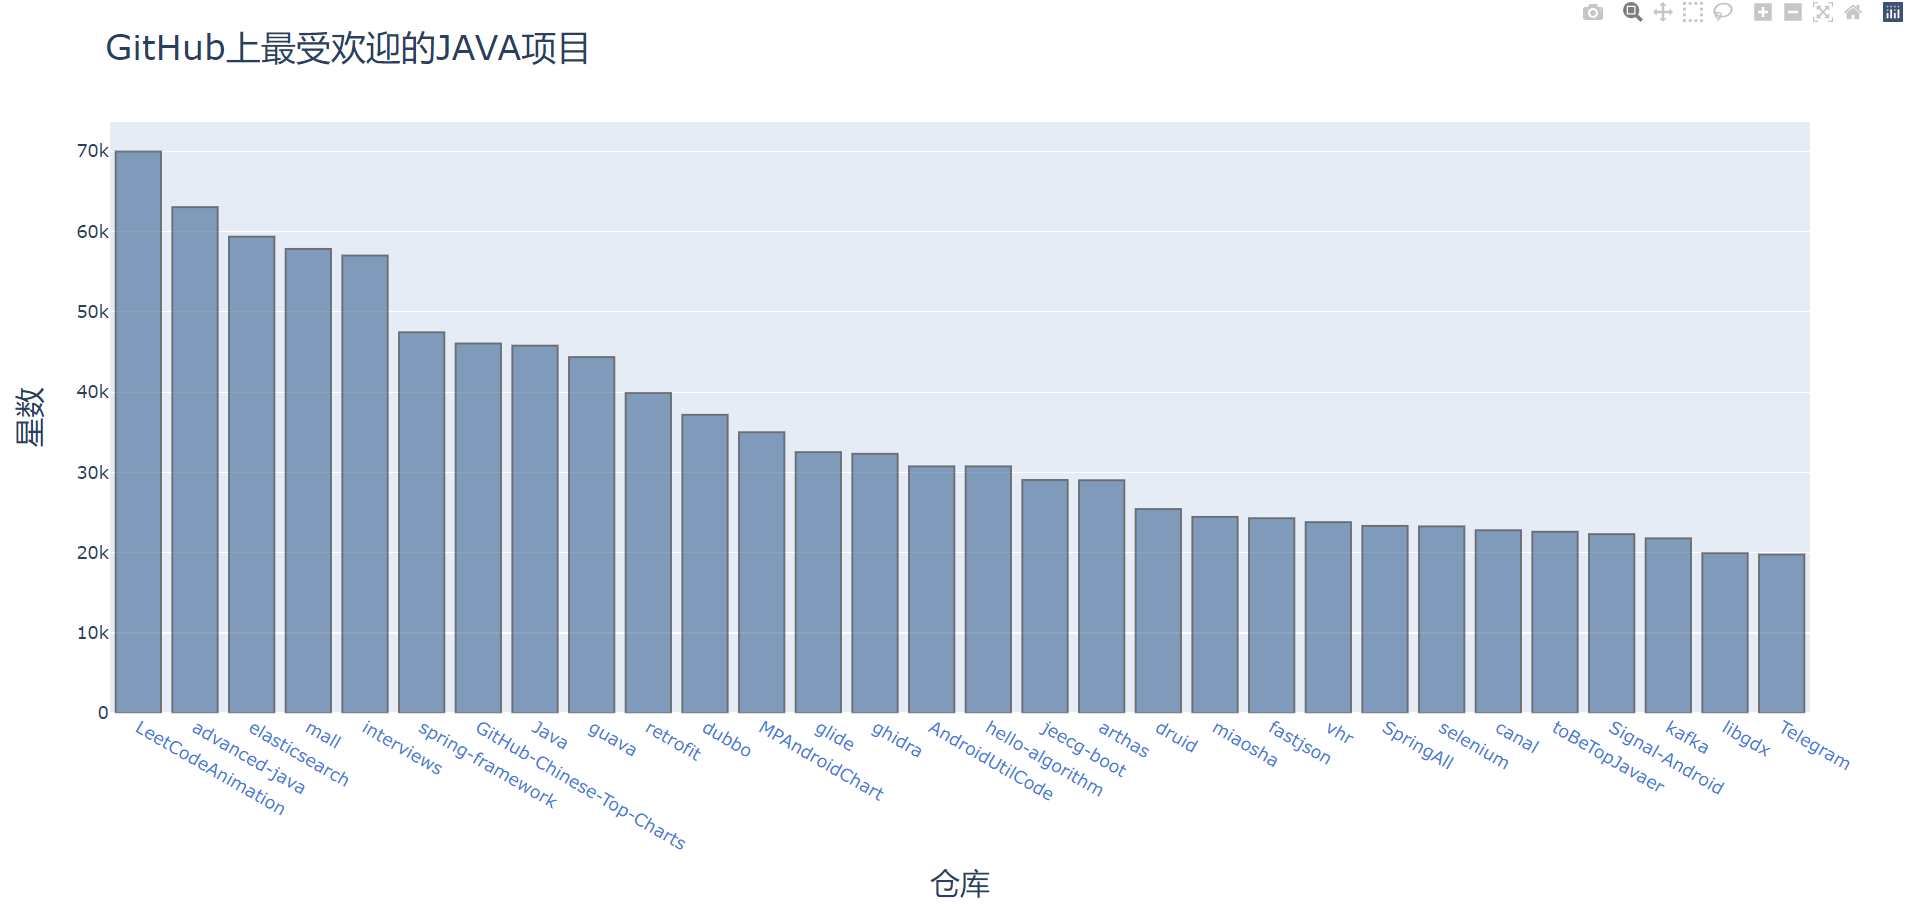 GitHub上最受欢迎的JAVA项目
70k
60k
50k
40k
30k
20k
10k
0
星数
LeetCodeAnimation
advanced-java
elasticsearch
mall
interviews
spring-framework
GitHub-Chinese-Top-Charts
Java
guava
retrofit
dubbo
MPAndroidChart
glide
ghidra
AndroidUtilCode
hello-algorithm
jeecg-boot
arthas
druid
miaosha
fastjson
vhr
SpringAll
selenium
canal
toBeTopJavaer
Signal-Android
kafka
libgdx
Telegram
仓库